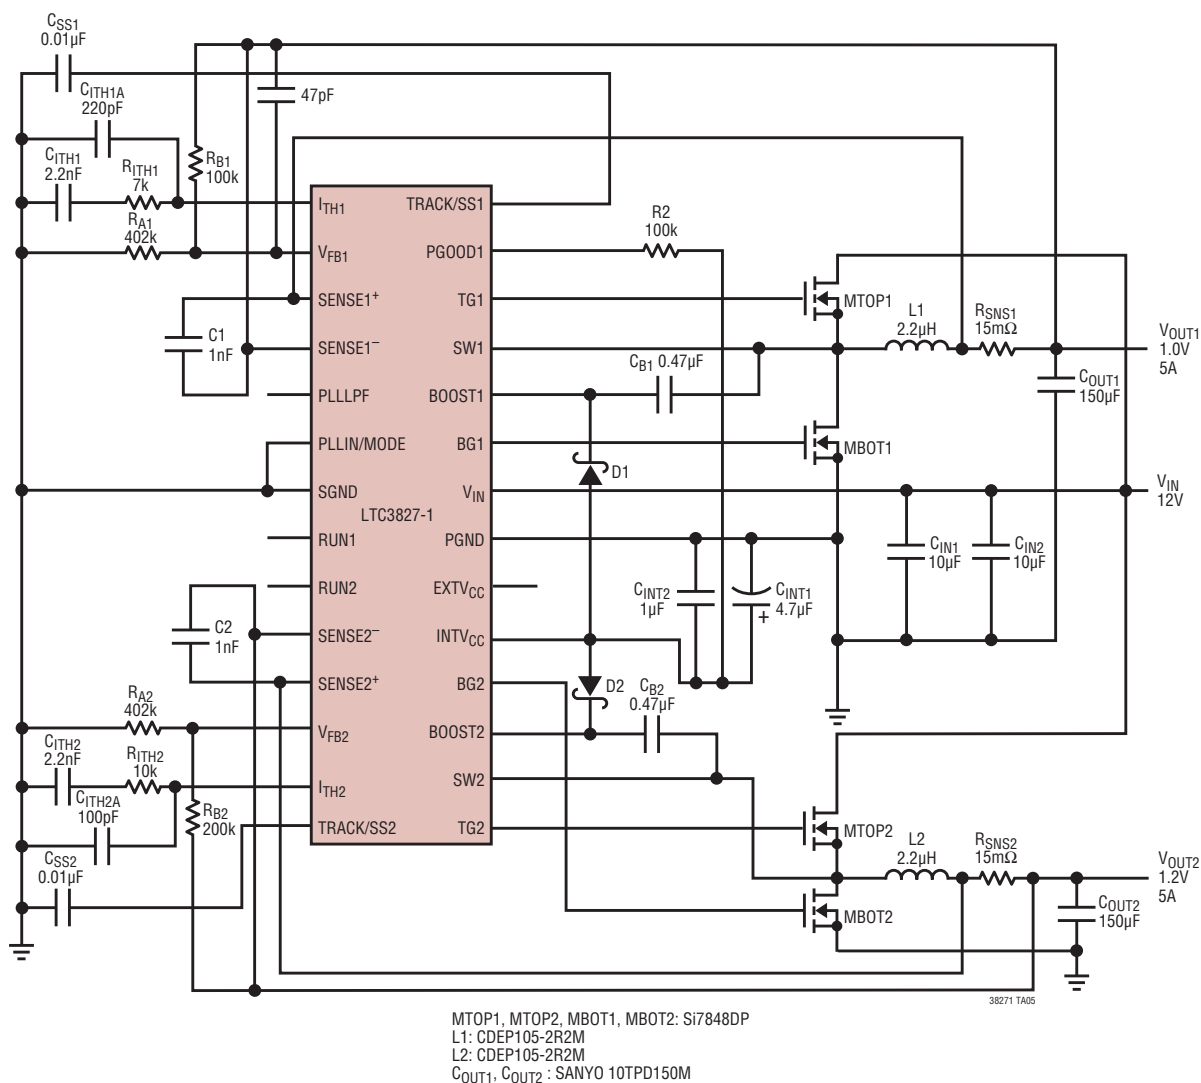 CSS1
0.01µF
CITH1A
220pF
47pF
CITH1
2.2nF
RITH1
7k
RB1
100k
RA1
402k
C1
1nF
ITH1
VFB1
SENSE1+
SENSE1–
PLLLPF
PLLIN/MODE
SGND
RUN1
RUN2
SENSE2–
SENSE2+
VFB2
ITH2
TRACK/SS2
LTC3827-1
TRACK/SS1
PGOOD1
TG1
SW1
BOOST1
BG1
VIN
PGND
EXTVCC
INTVCC
BG2
BOOST2
SW2
TG2
R2
100k
MTOP1
L1
2.2µH
RSNS1
15mΩ
VOUT1
1.0V
5A
CB1 0.47µF
COUT1
150µF
MBOT1
D1
VIN
12V
CIN1
10µF
CIN2
10µF
CINT2
1µF
CINT1
4.7µF
+
C2
1nF
D2
CB2
0.47µF
RA2
402k
CITH2
2.2nF
RITH2
10k
CITH2A
100pF
RB2
200k
CSS2
0.01µF
MTOP2
L2
2.2µH
RSNS2
15mΩ
VOUT2
1.2V
5A
COUT2
150µF
MBOT2
38271 TA05
MTOP1, MTOP2, MBOT1, MBOT2: Si7848DP
L1: CDEP105-2R2M
L2: CDEP105-2R2M
COUT1, COUT2 : SANYO 10TPD150M